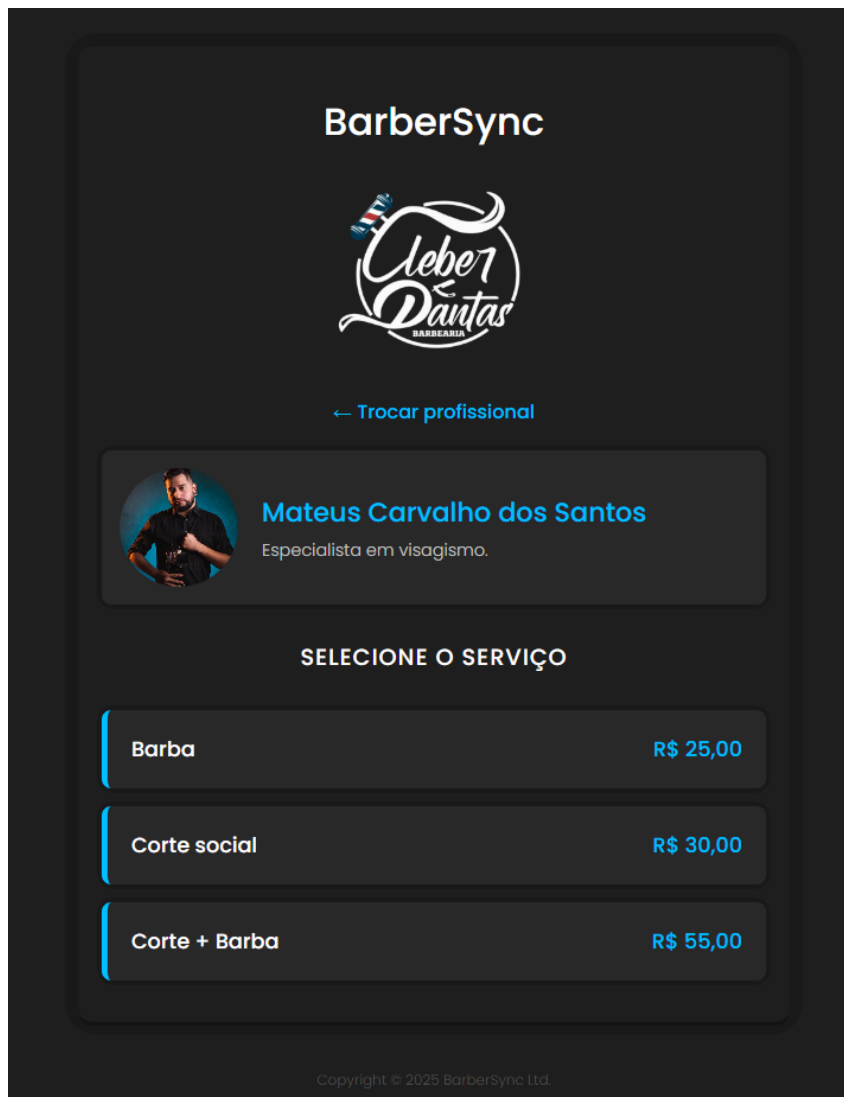 BarberSync
Cleber
Dantas
BARBEARIA
← Trocar profissional
Mateus Carvalho dos Santos
Especialista em visagismo.
SELECIONE O SERVIÇO
Barba R$ 25,00
Corte social R$ 30,00
Corte + Barba R$ 55,00
Copyright © 2025 BarberSync Ltd.